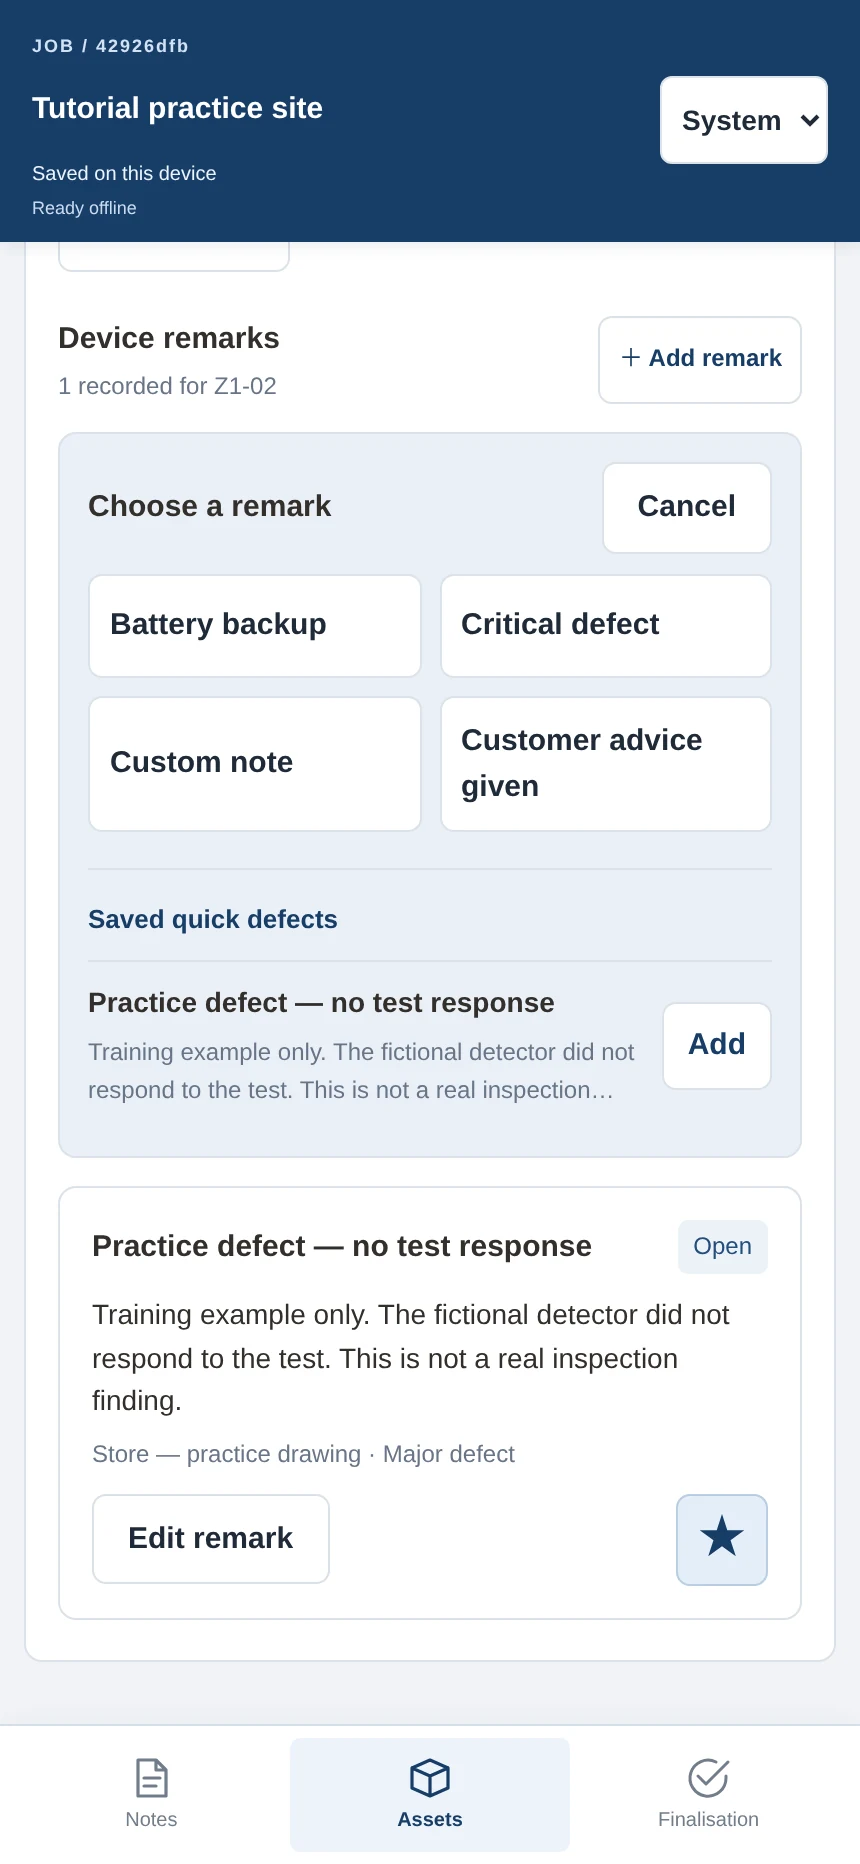 JOB / 42926dfb
Tutorial practice site
System
Saved on this device
Ready offline
Device remarks
+ Add remark
1 recorded for Z1-02
Choose a remark
Cancel
Battery backup
Critical defect
Custom note
Customer advice
given
Saved quick defects
Practice defect — no test response
Training example only. The fictional detector did not
respond to the test. This is not a real inspection…
Add
Practice defect — no test response
Open
Training example only. The fictional detector did not
respond to the test. This is not a real inspection
finding.
Store — practice drawing · Major defect
Edit remark
Notes
Assets
Finalisation